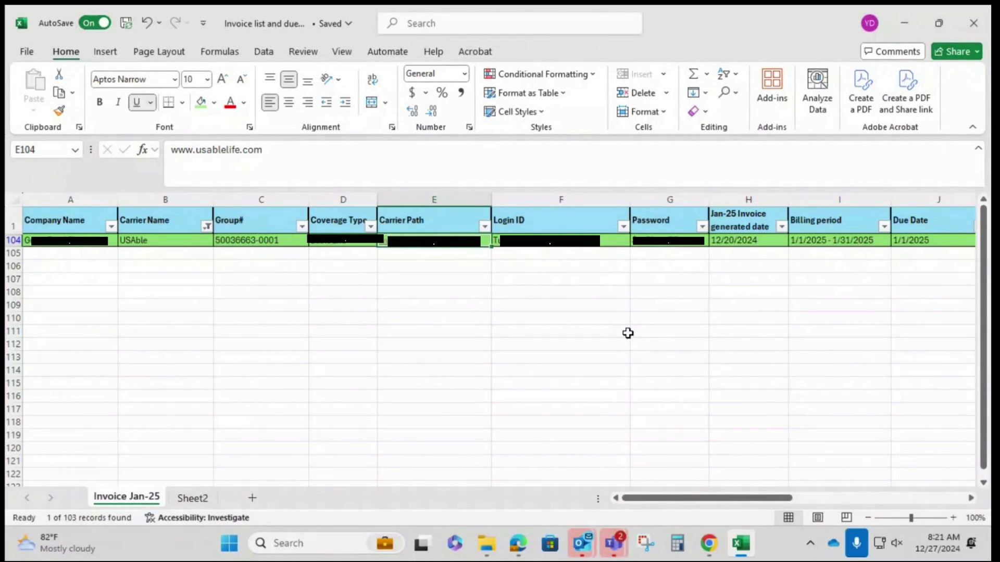 AutoSave On Invoice list and due... • Saved Search YD
File Home Insert Page Layout Formulas Data Review View Automate Help Acrobat Comments Share
Paste
Aptos Narrow 10
B I U A
ab
General
$ % 9
Conditional Formatting
Format as Table
Cell Styles
Insert
Delete
Format
Add-ins
Analyze
Data
Create
a PDF
Create a PDF
and Share link
Clipboard Font Alignment Number Styles Cells Editing Add-ins Adobe Acrobat
E104 fx www.usablelife.com
A B C D E F G H I J
1 Company Name Carrier Name Group# Coverage Type Carrier Path Login ID Password Jan-25 Invoice generated date Billing period Due Date
104 USAble 50036663-0001 12/20/2024 1/1/2025 - 1/31/2025 1/1/2025
105
106
107
108
109
110
111
112
113
114
115
116
117
118
119
120
121
122
Invoice Jan-25 Sheet2
Ready 1 of 103 records found Accessibility: Investigate 100%
82°F
Mostly cloudy
Search
2
8:21 AM
12/27/2024